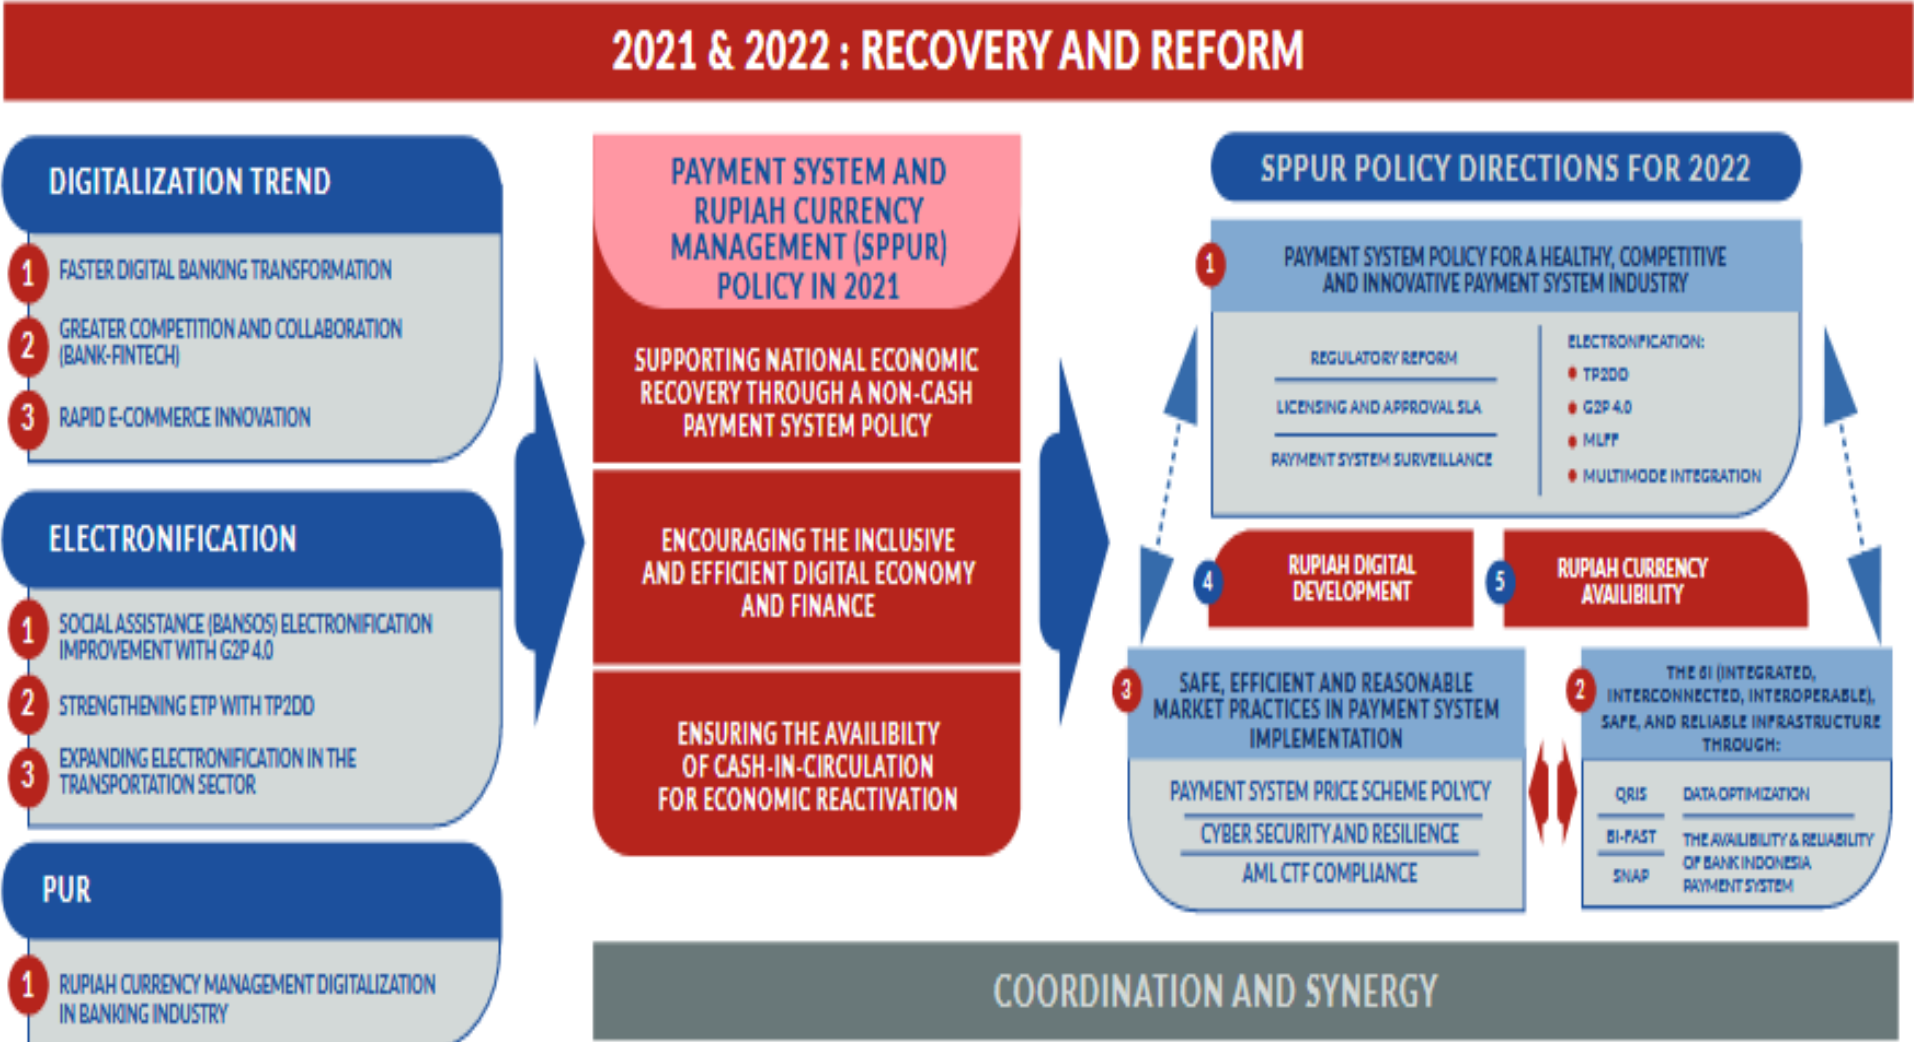 2021 & 2022 : RECOVERY AND REFORM
DIGITALIZATION TREND
1
FASTER DIGITAL BANKING TRANSFORMATION
2
GREATER COMPETITION AND COLLABORATION
(BANK-FINTECH)
3
RAPID E-COMMERCE INNOVATION
ELECTRONIFICATION
1
SOCIAL ASSISTANCE (BANSOS) ELECTRONIFICATION
IMPROVEMENT WITH G2P 4.0
2
STRENGTHENING ETP WITH TP2DD
3
EXPANDING ELECTRONIFICATION IN THE
TRANSPORTATION SECTOR
PUR
1
RUPIAH CURRENCY MANAGEMENT DIGITALIZATION
IN BANKING INDUSTRY
PAYMENT SYSTEM AND
RUPIAH CURRENCY
MANAGEMENT (SPPUR)
POLICY IN 2021
SUPPORTING NATIONAL ECONOMIC
RECOVERY THROUGH A NON-CASH
PAYMENT SYSTEM POLICY
ENCOURAGING THE INCLUSIVE
AND EFFICIENT DIGITAL ECONOMY
AND FINANCE
ENSURING THE AVAILIBILTY
OF CASH-IN-CIRCULATION
FOR ECONOMIC REACTIVATION
SPPUR POLICY DIRECTIONS FOR 2022
1
PAYMENT SYSTEM POLICY FOR A HEALTHY, COMPETITIVE
AND INNOVATIVE PAYMENT SYSTEM INDUSTRY
REGULATORY REFORM
LICENSING AND APPROVAL SLA
PAYMENT SYSTEM SURVEILLANCE
ELECTRONFICATION:
• TP2DD
• G2P 4.0
• MLFF
• MULTIMODE INTEGRATION
4
RUPIAH DIGITAL
DEVELOPMENT
5
RUPIAH CURRENCY
AVAILIBILITY
3
SAFE, EFFICIENT AND REASONABLE
MARKET PRACTICES IN PAYMENT SYSTEM
IMPLEMENTATION
PAYMENT SYSTEM PRICE SCHEME POLYCY
CYBER SECURITY AND RESILIENCE
AML CTF COMPLIANCE
2
THE 6I (INTEGRATED,
INTERCONNECTED, INTEROPERABLE),
SAFE, AND RELIABLE INFRASTRUCTURE
THROUGH:
QRIS
BI-FAST
SNAP
DATA OPTIMIZATION
THE AVAILIBILITY & RELIABILITY
OF BANK INDONESIA
PAYMENT SYSTEM
COORDINATION AND SYNERGY